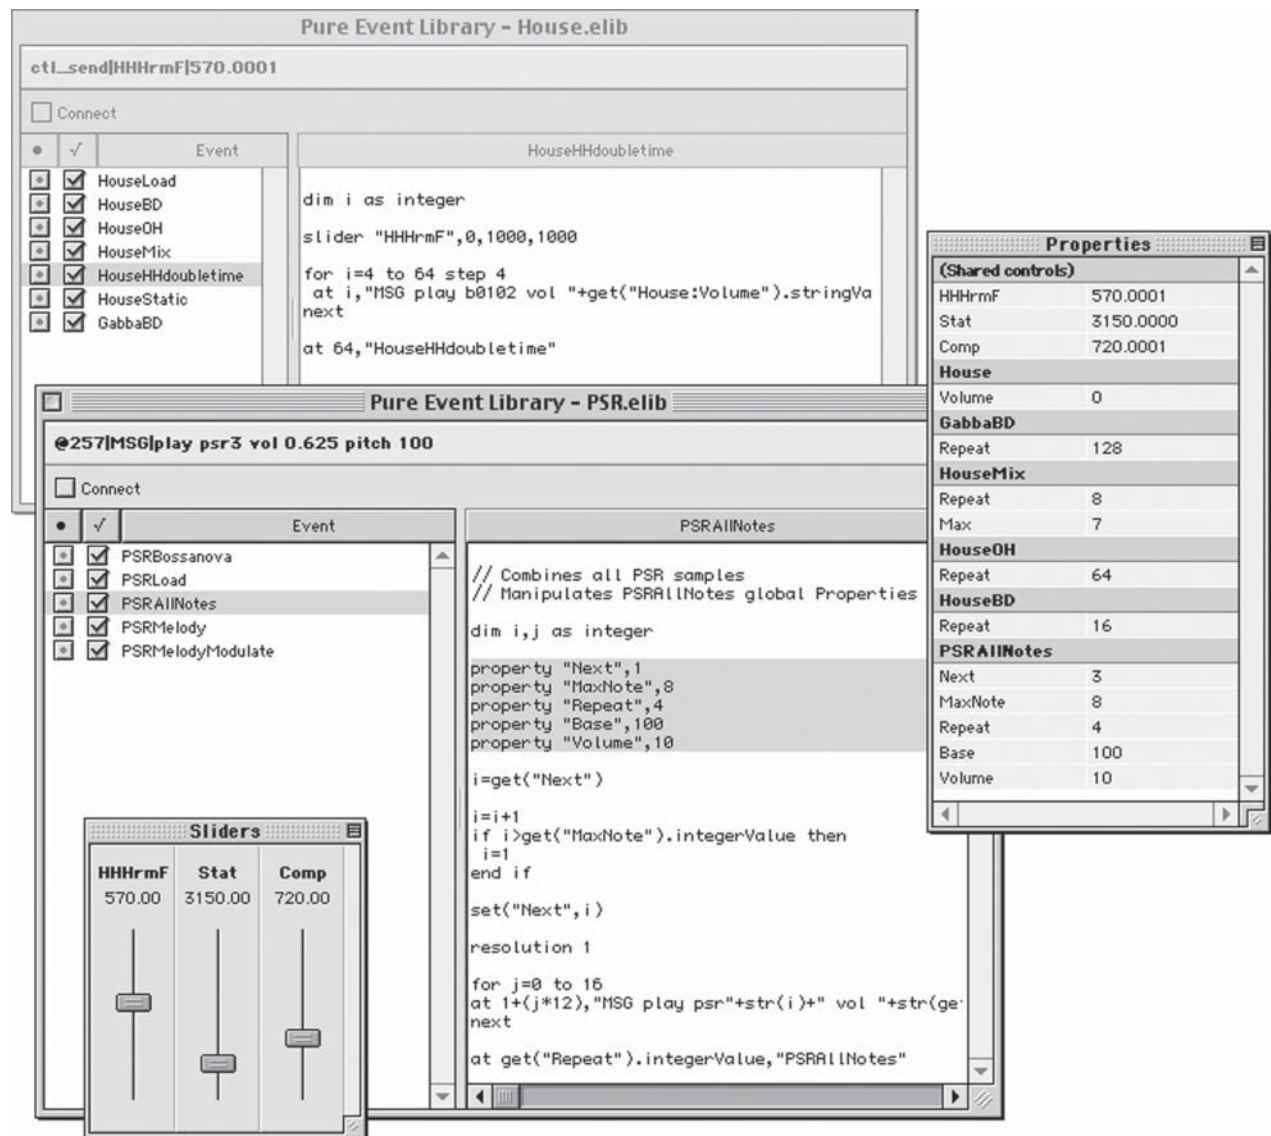 Pure Event Library – House.elib
ctl_send|HHHrmF|570.0001
Connect
• √ Event
HouseHHdoubletime
HouseLoad
HouseBD
HouseOH
HouseMix
HouseHHdoubletime
HouseStatic
GabbaBD
dim i as integer
slider "HHHrmF",0,1000,1000
for i=4 to 64 step 4
at i,"MSG play b0102 vol "+get("House:Volume").stringVa
next
at 64,"HouseHHdoubletime"
Pure Event Library – PSR.elib
@257|MSG|play psr3 vol 0.625 pitch 100
Connect
• √ Event
PSRAllNotes
PSRBossanova
PSRLoad
PSRAllNotes
PSRMelody
PSRMelodyModulate
// Combines all PSR samples
// Manipulates PSRAllNotes global Properties
dim i,j as integer
property "Next",1
property "MaxNote",8
property "Repeat",4
property "Base",100
property "Volume",10
i=get("Next")
i=i+1
if i>get("MaxNote").integerValue then
i=1
end if
set("Next",i)
resolution 1
for j=0 to 16
at 1+(j*12),"MSG play psr"+str(i)+" vol "+str(ge
next
at get("Repeat").integerValue,"PSRAllNotes"
Sliders
HHHrmF Stat Comp
570.00 3150.00 720.00
Properties
(Shared controls)
HHHrmF 570.0001
Stat 3150.0000
Comp 720.0001
House
Volume 0
GabbaBD
Repeat 128
HouseMix
Repeat 8
Max 7
HouseOH
Repeat 64
HouseBD
Repeat 16
PSRAllNotes
Next 3
MaxNote 8
Repeat 4
Base 100
Volume 10